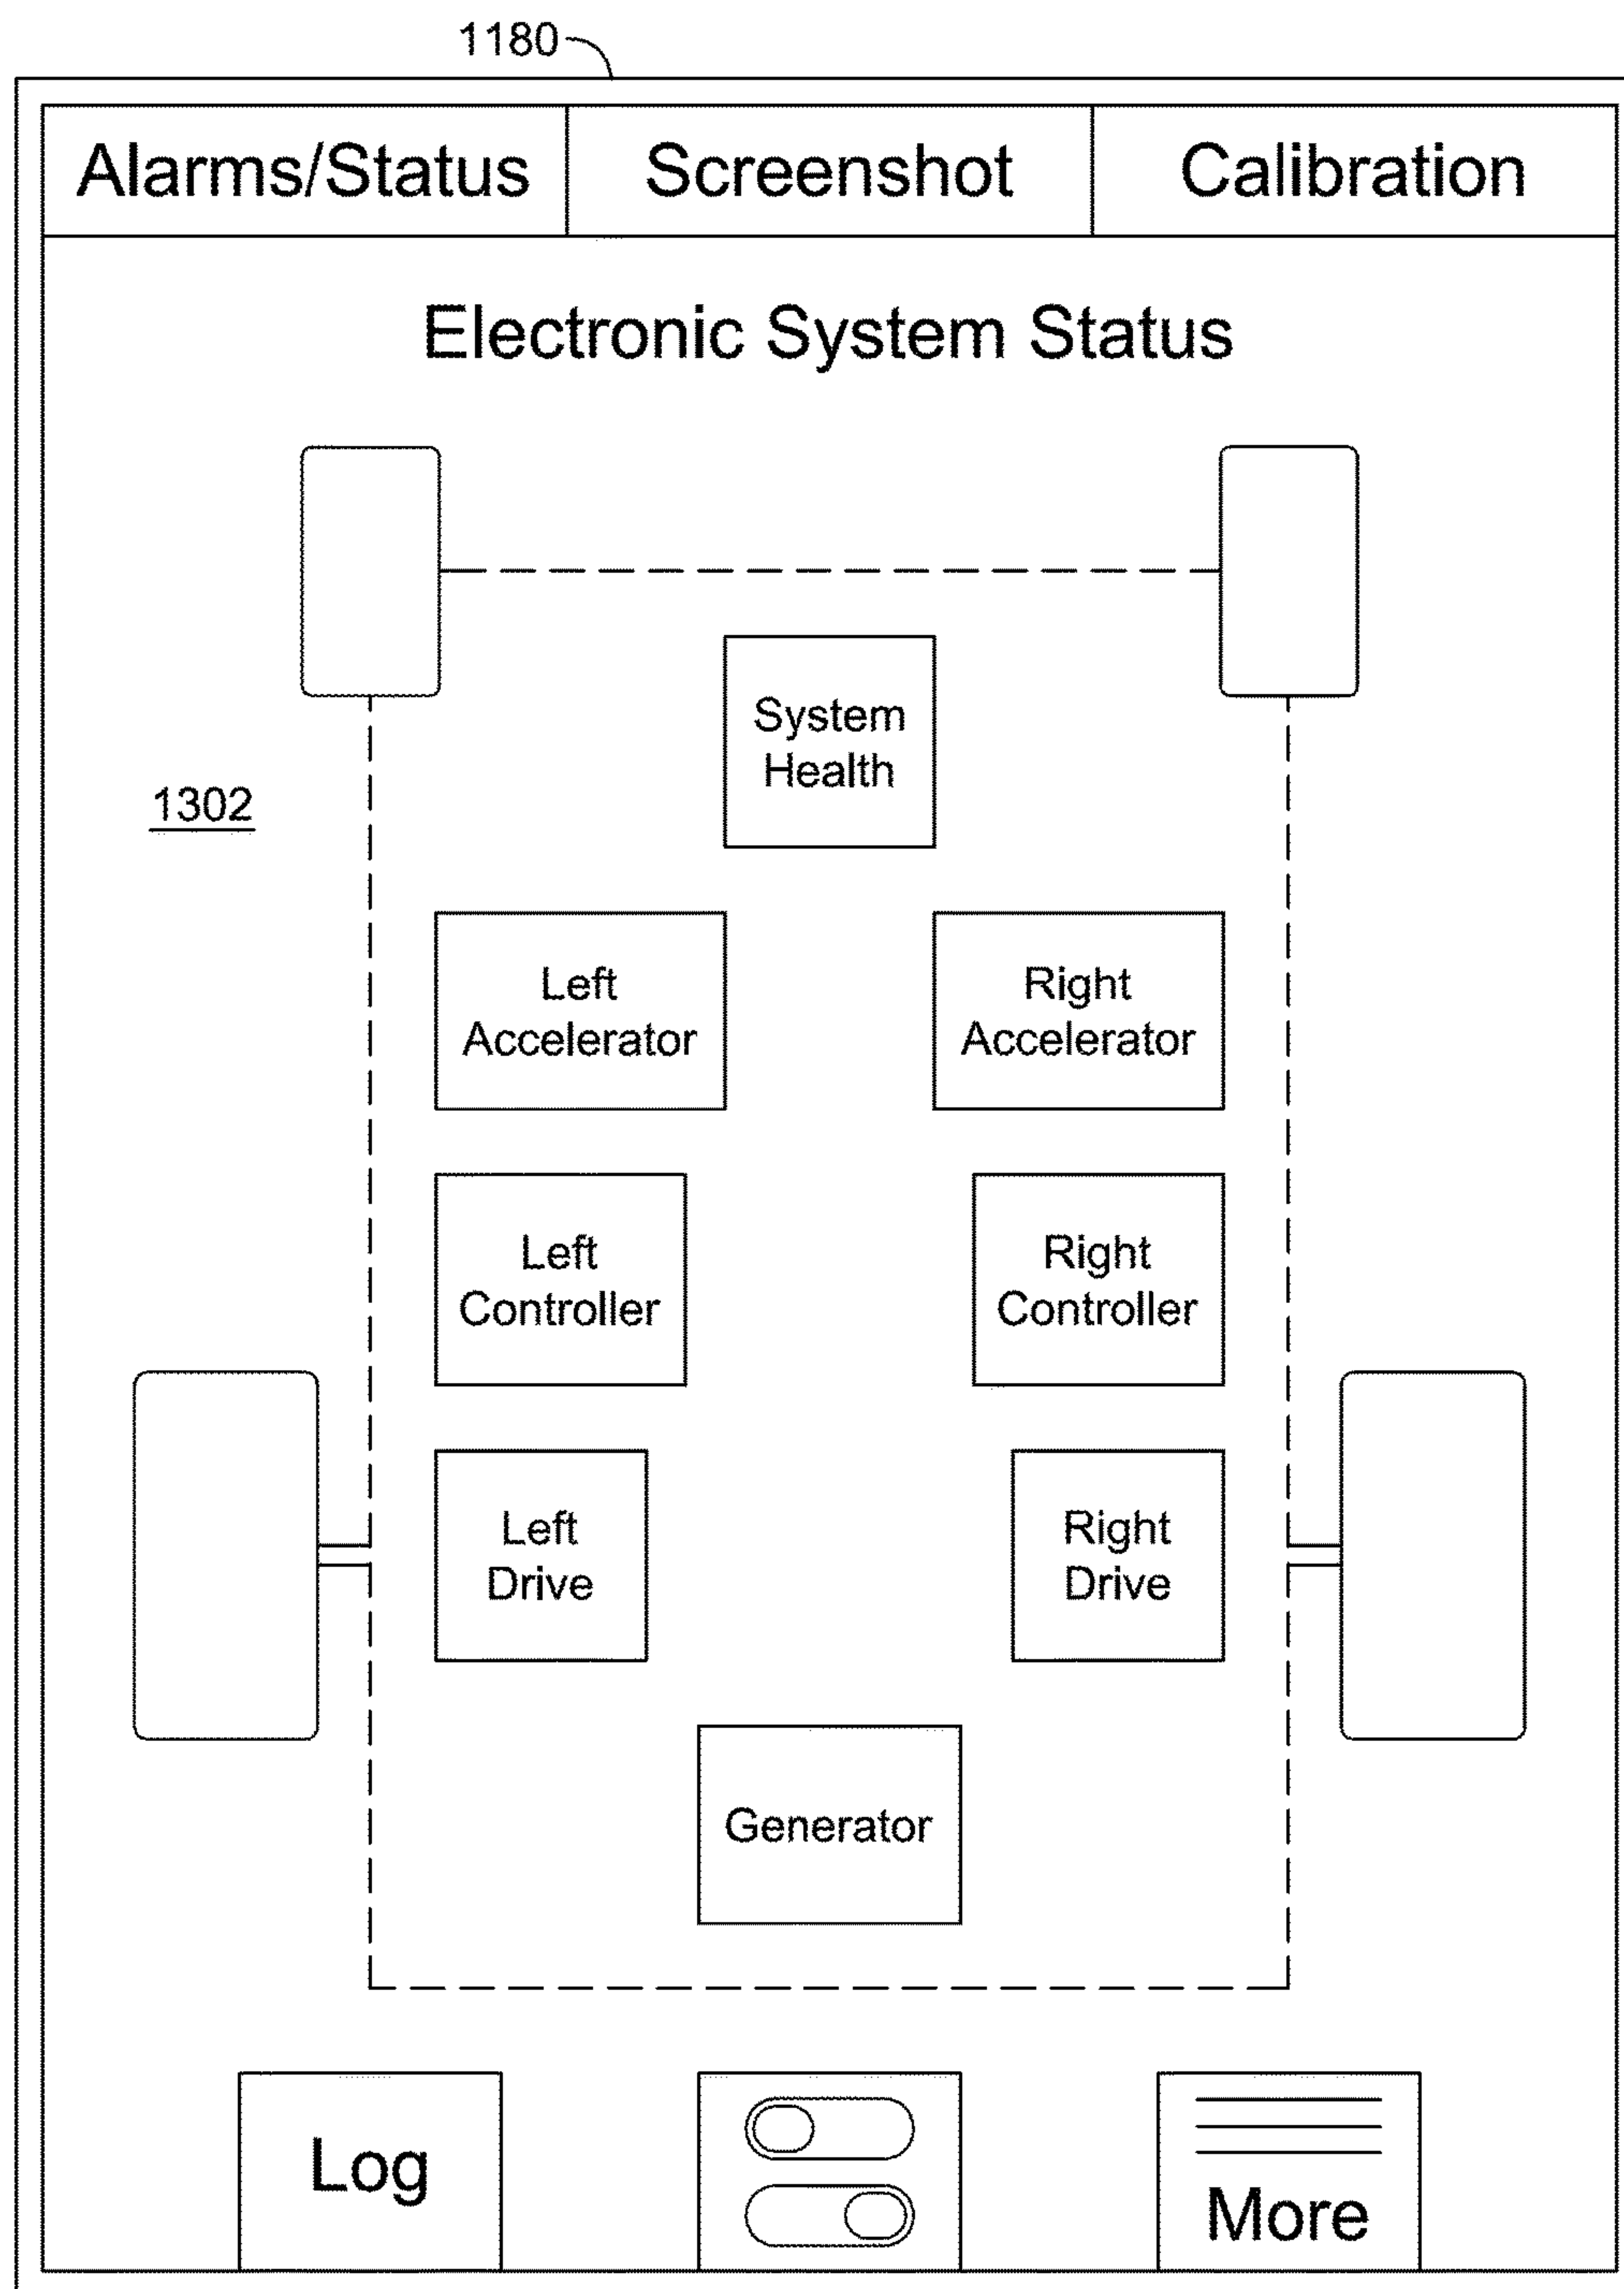 1180
Alarms/Status
Screenshot
Calibration
Electronic System Status
System
Health
1302
Left
Accelerator
Right
Accelerator
Left
Controller
Right
Controller
Left
Drive
Right
Drive
Generator
Log
More